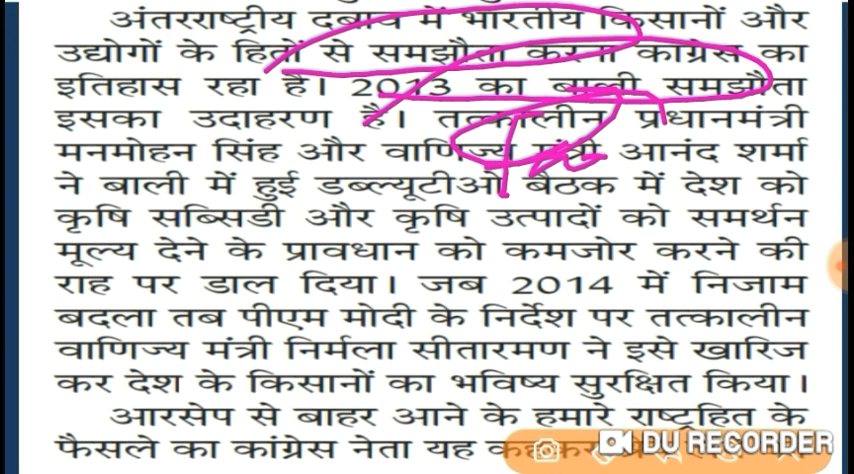 अंतरराष्ट्रीय दबाव में भारतीय किसानों और
उद्योगों के हितों से समझौता करना कांग्रेस का
इतिहास रहा है। 2013 का बाली समझौता
इसका उदाहरण है। तत्कालीन प्रधानमंत्री
मनमोहन सिंह और वाणिज्य मंत्री आनंद शर्मा
ने बाली में हुई डब्ल्यूटीओ बैठक में देश को
कृषि सब्सिडी और कृषि उत्पादों को समर्थन
मूल्य देने के प्रावधान को कमजोर करने की
राह पर डाल दिया। जब 2014 में निजाम
बदला तब पीएम मोदी के निर्देश पर तत्कालीन
वाणिज्य मंत्री निर्मला सीतारमण ने इसे खारिज
कर देश के किसानों का भविष्य सुरक्षित किया।
आरसेप से बाहर आने के हमारे राष्ट्रहित के
फैसले का कांग्रेस नेता यह कहकर
DU RECORDER